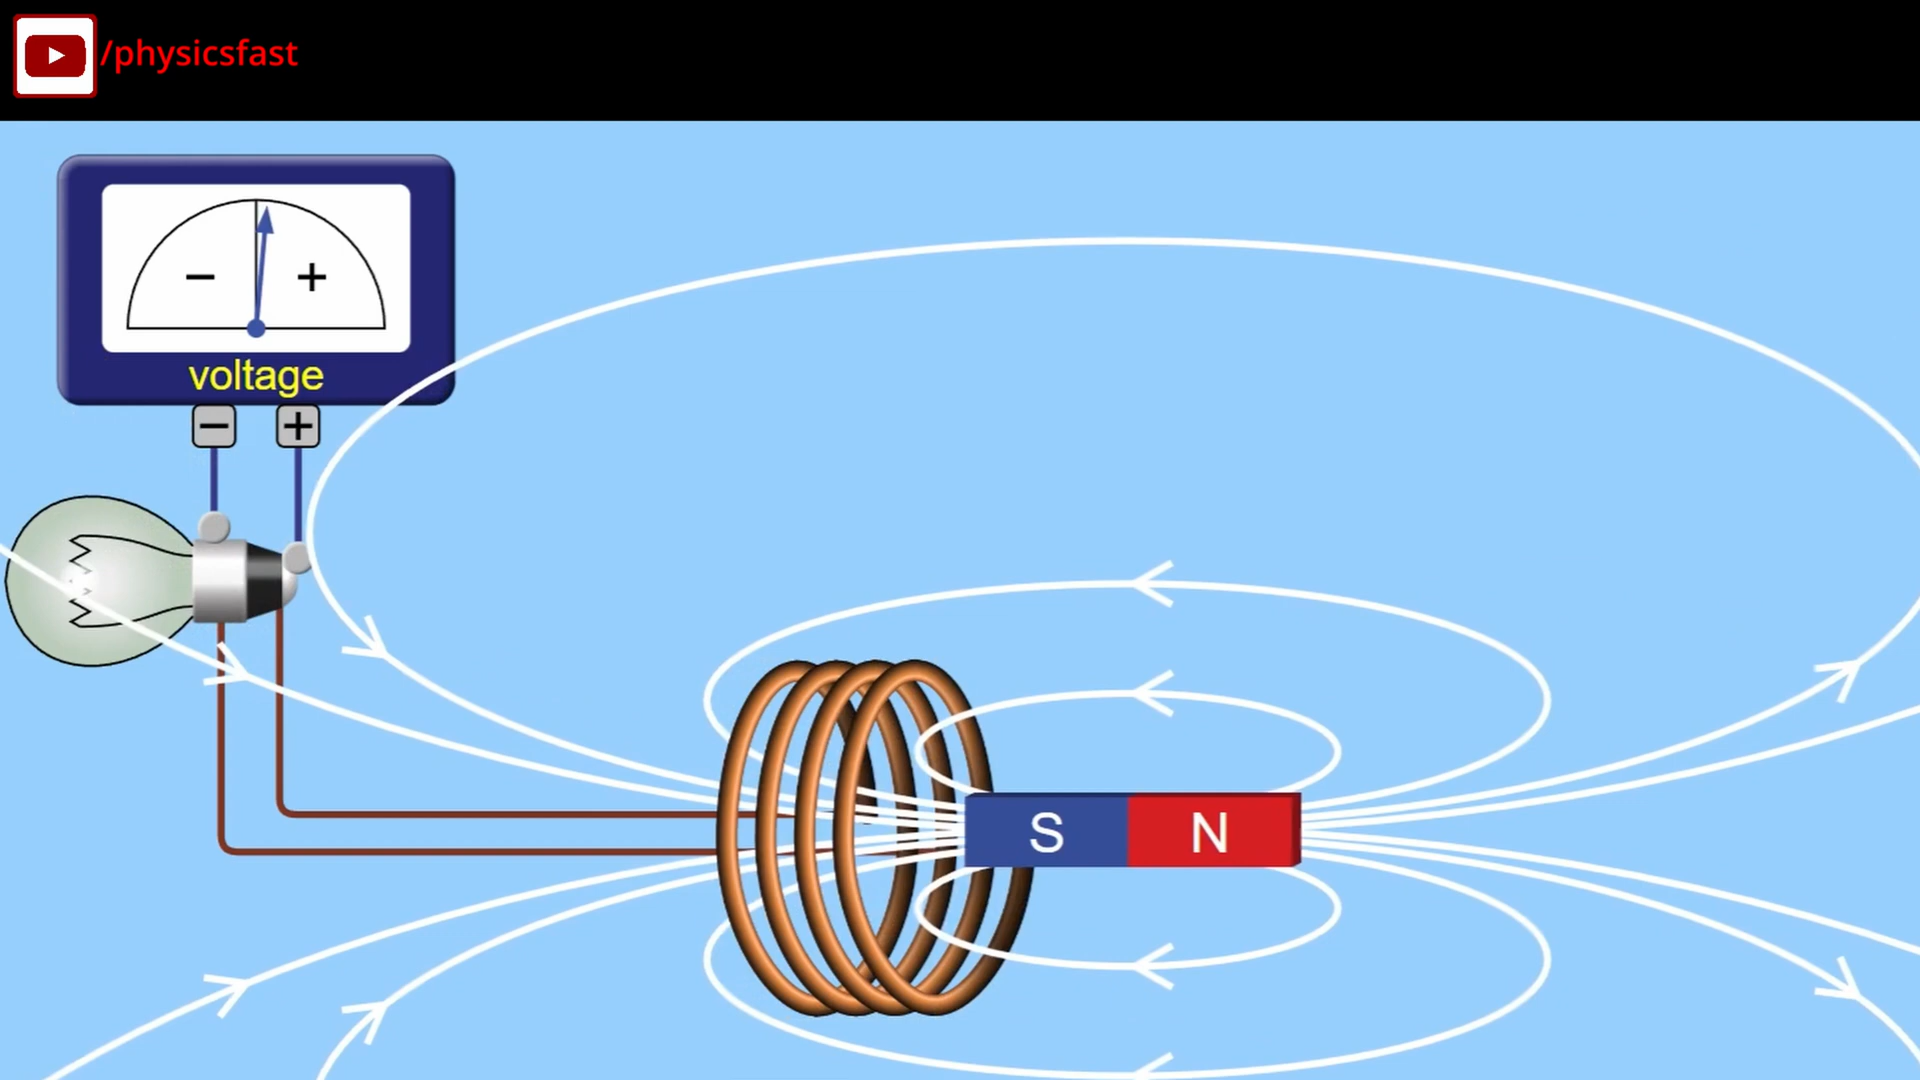 /physicsfast
− +
voltage
− +
S N